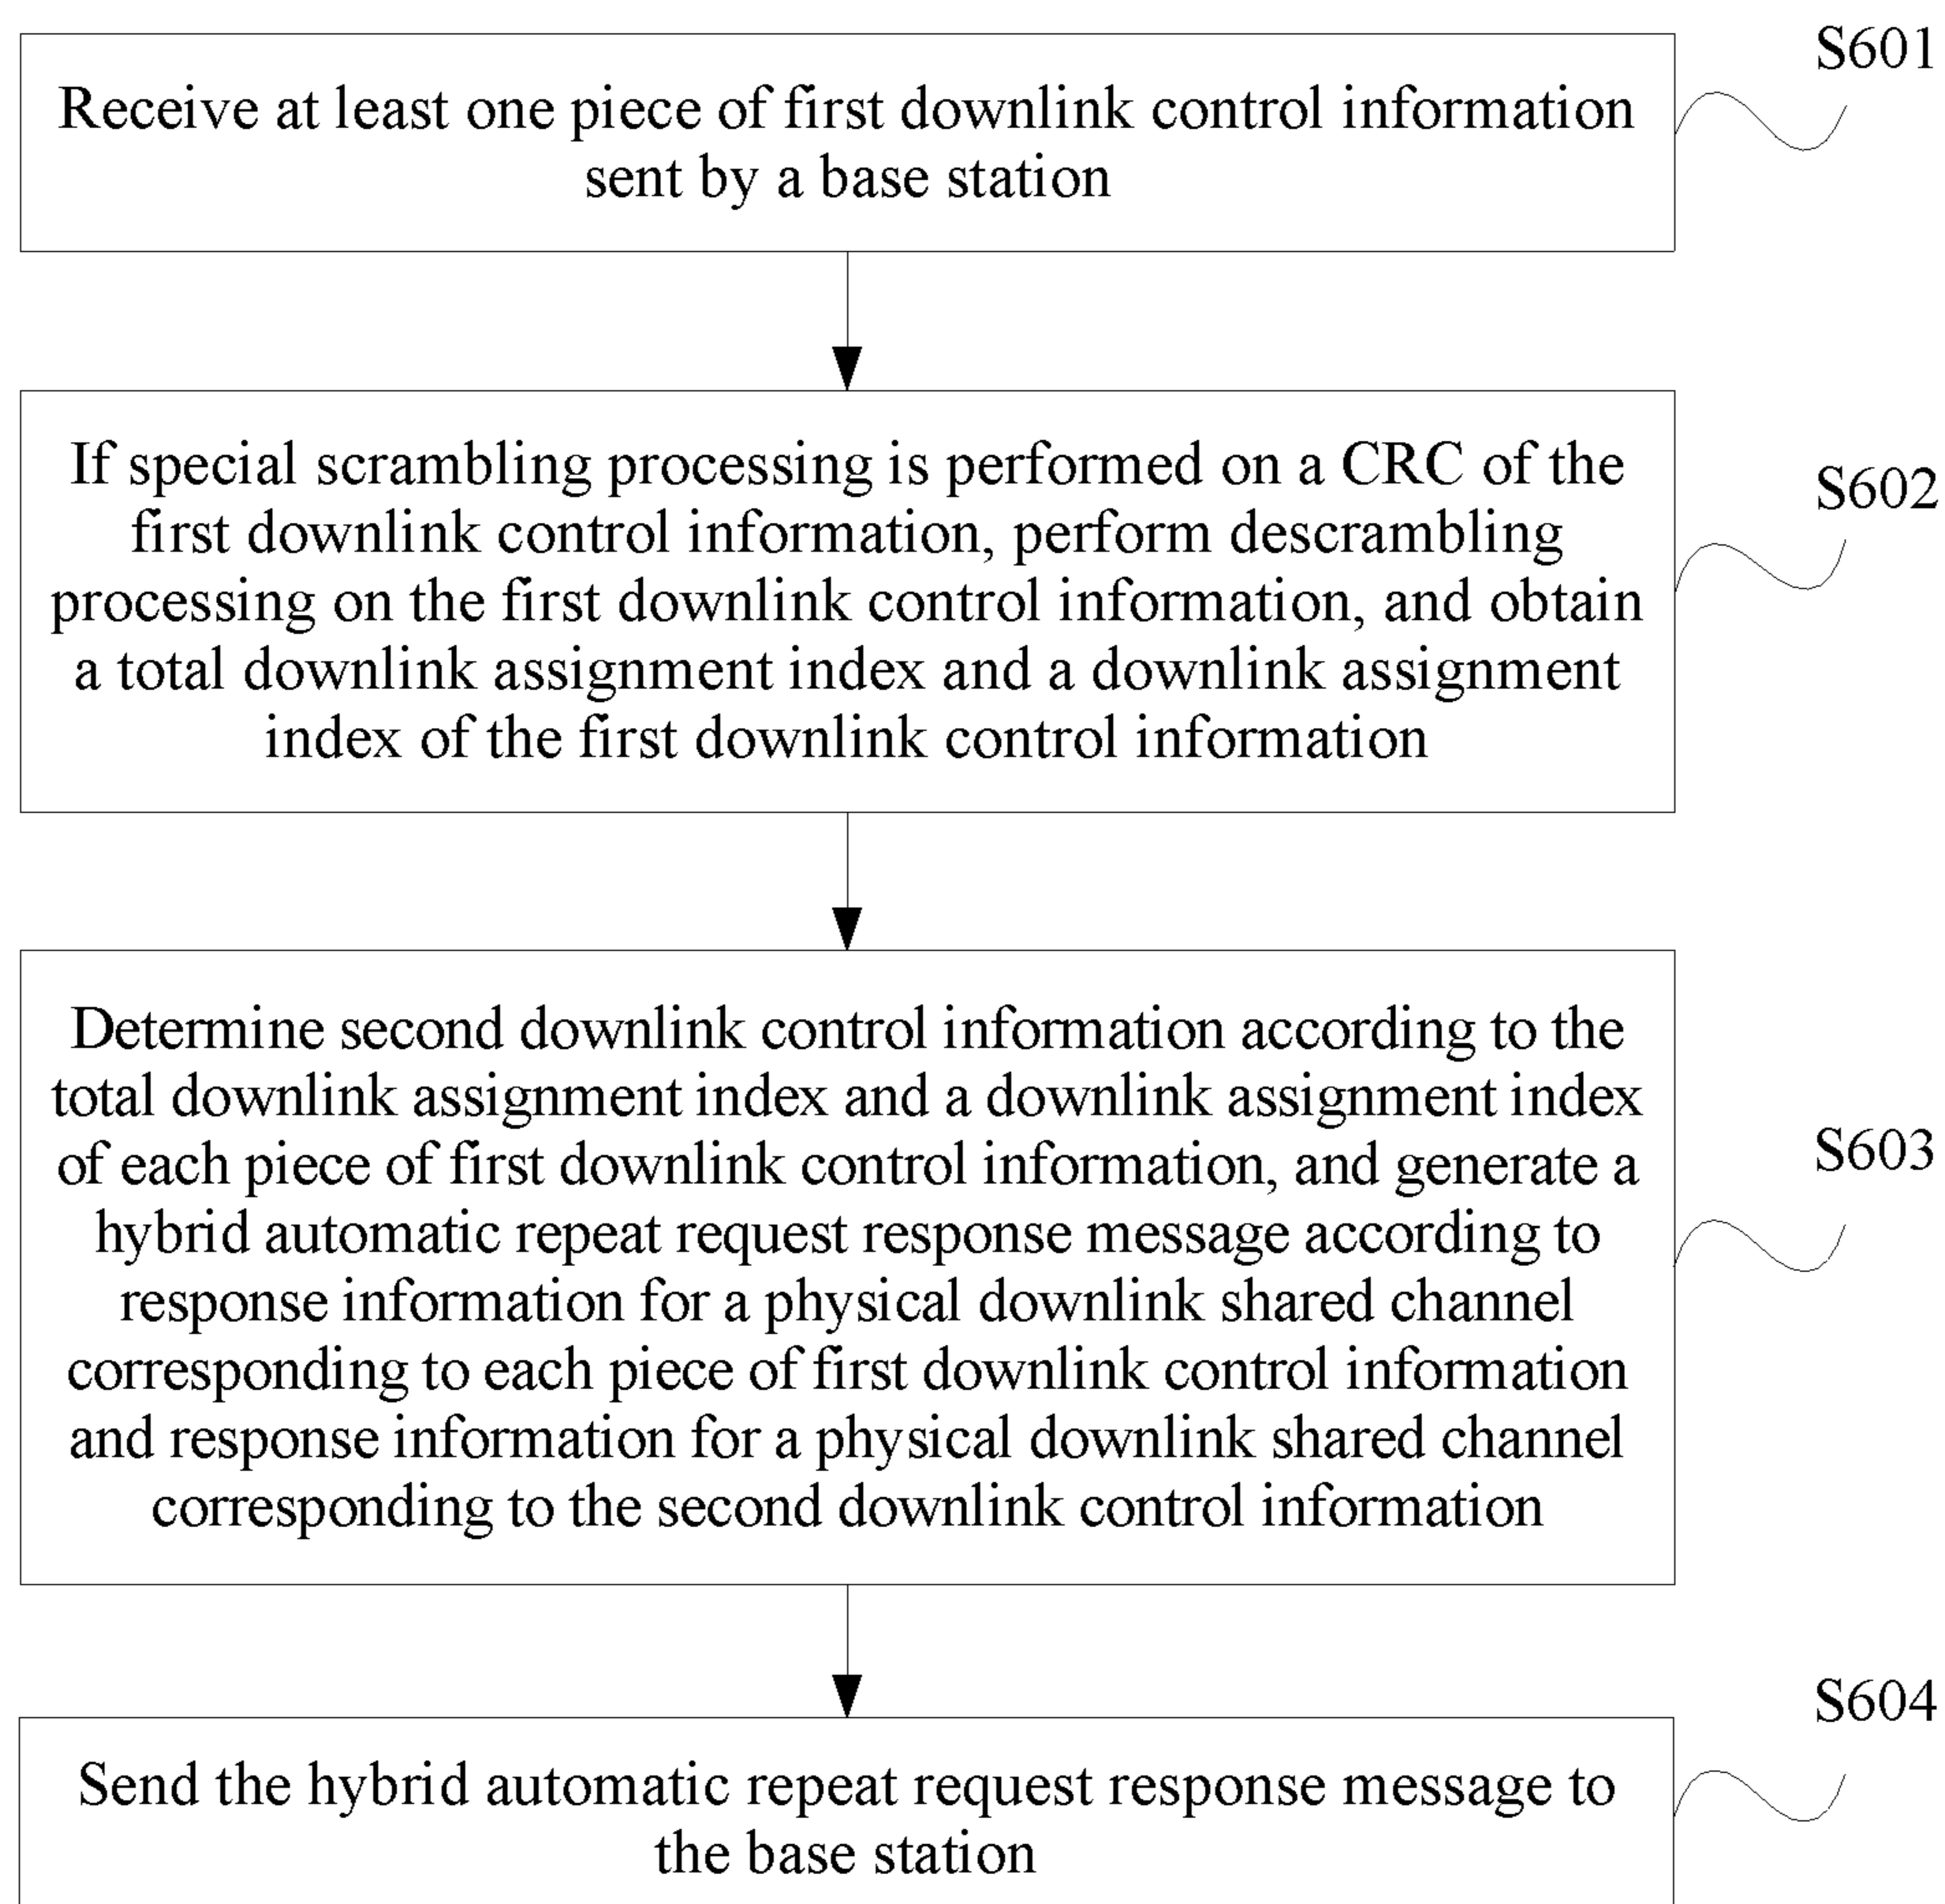 S601
Receive at least one piece of first downlink control information
sent by a base station
If special scrambling processing is performed on a CRC of the
first downlink control information, perform descrambling
processing on the first downlink control information, and obtain
a total downlink assignment index and a downlink assignment
index of the first downlink control information
S602
Determine second downlink control information according to the
total downlink assignment index and a downlink assignment index
of each piece of first downlink control information, and generate a
hybrid automatic repeat request response message according to
response information for a physical downlink shared channel
corresponding to each piece of first downlink control information
and response information for a physical downlink shared channel
corresponding to the second downlink control information
S603
Send the hybrid automatic repeat request response message to
the base station
S604